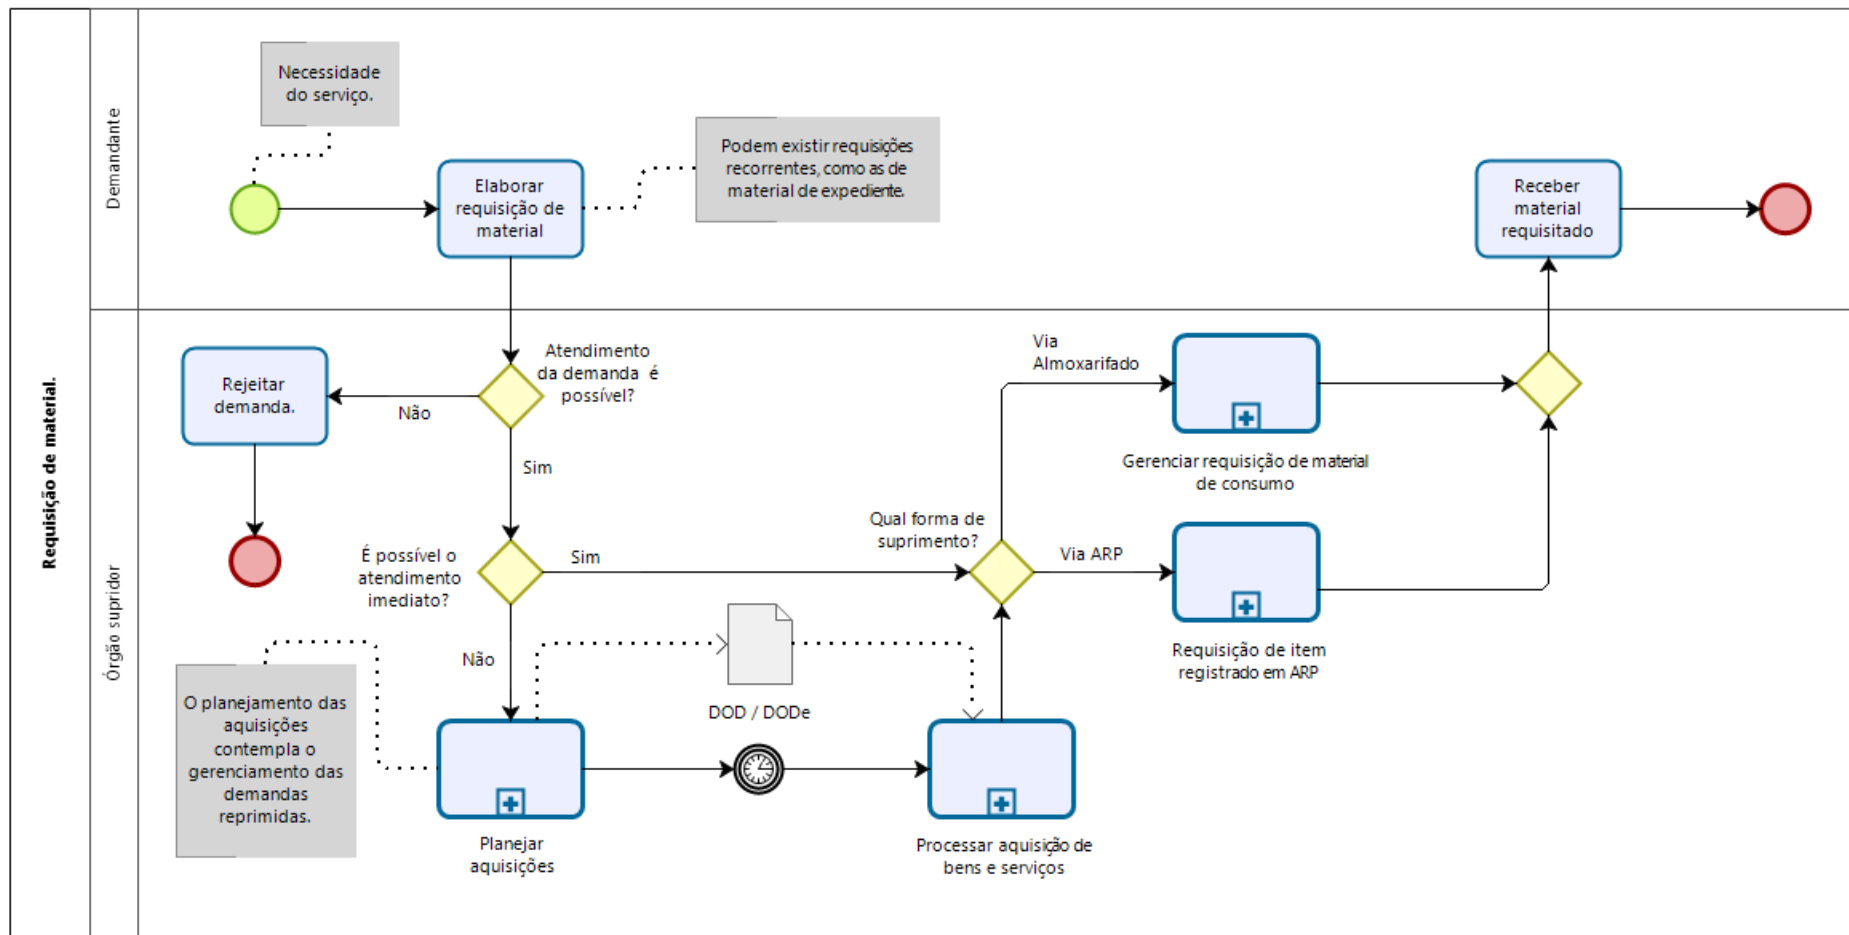 Requisição de material.
Demandante
Necessidade
do serviço.
Elaborar
requisição de
material
Podem existir requisições
recorrentes, como as de
material de expediente.
Receber
material
requisitado
Órgão supridor
Rejeitar
demanda.
Não
Atendimento
da demanda é
possível?
Sim
É possível o
atendimento
imediato?
Sim
Não
Qual forma de
suprimento?
Via
Almoxarifado
Gerenciar requisição de material
de consumo
Via ARP
Requisição de item
registrado em ARP
O planejamento das
aquisições
contempla o
gerenciamento das
demandas
reprimidas.
Planejar
aquisições
DOD / DODe
Processar aquisição de
bens e serviços